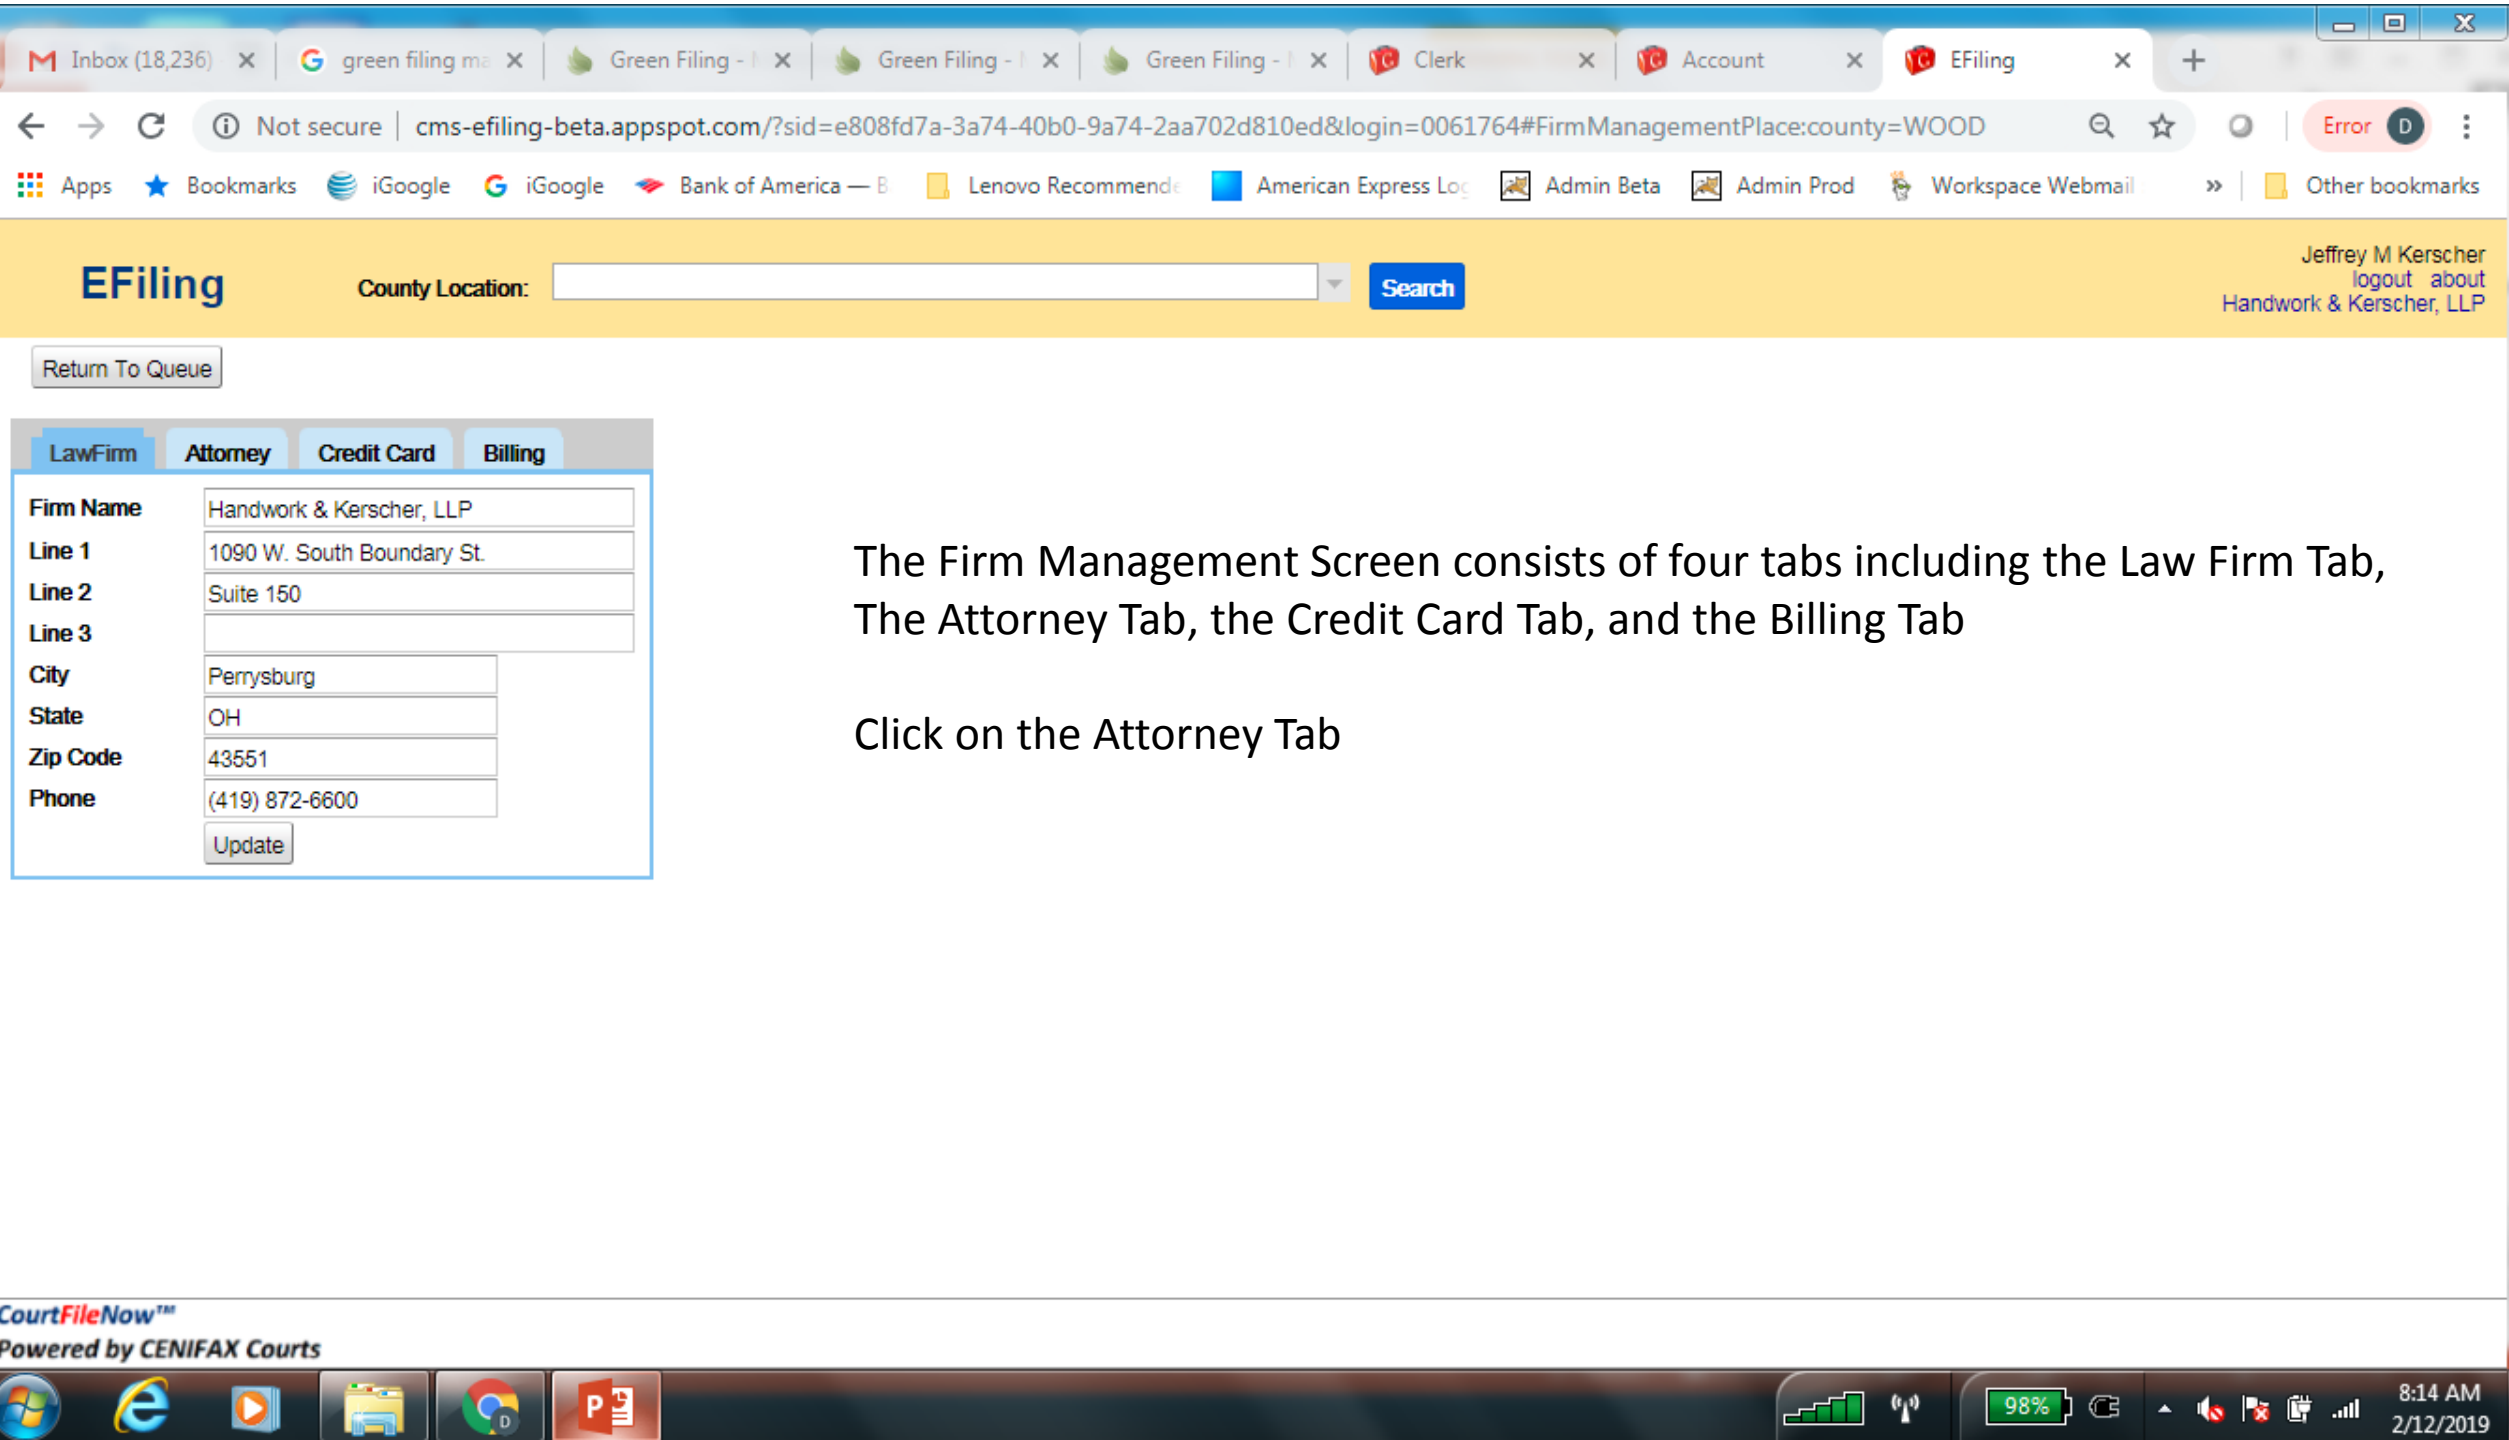 Inbox (18,236)
green filing ma
Green Filing -
Green Filing -
Green Filing -
Clerk
Account
EFiling
Not secure | cms-efiling-beta.appspot.com/?sid=e808fd7a-3a74-40b0-9a74-2aa702d810ed&login=0061764#FirmManagementPlace:county=WOOD
Error D
Apps Bookmarks iGoogle iGoogle Bank of America — B Lenovo Recommende American Express Log Admin Beta Admin Prod Workspace Webmail » Other bookmarks
EFiling County Location: Search
Jeffrey M Kerscher
logout about
Handwork & Kerscher, LLP
Return To Queue
LawFirm Attorney Credit Card Billing
Firm Name Handwork & Kerscher, LLP
Line 1 1090 W. South Boundary St.
Line 2 Suite 150
Line 3
City Perrysburg
State OH
Zip Code 43551
Phone (419) 872-6600
Update
The Firm Management Screen consists of four tabs including the Law Firm Tab,
The Attorney Tab, the Credit Card Tab, and the Billing Tab
Click on the Attorney Tab
CourtFileNow™
Powered by CENIFAX Courts
98%
8:14 AM
2/12/2019